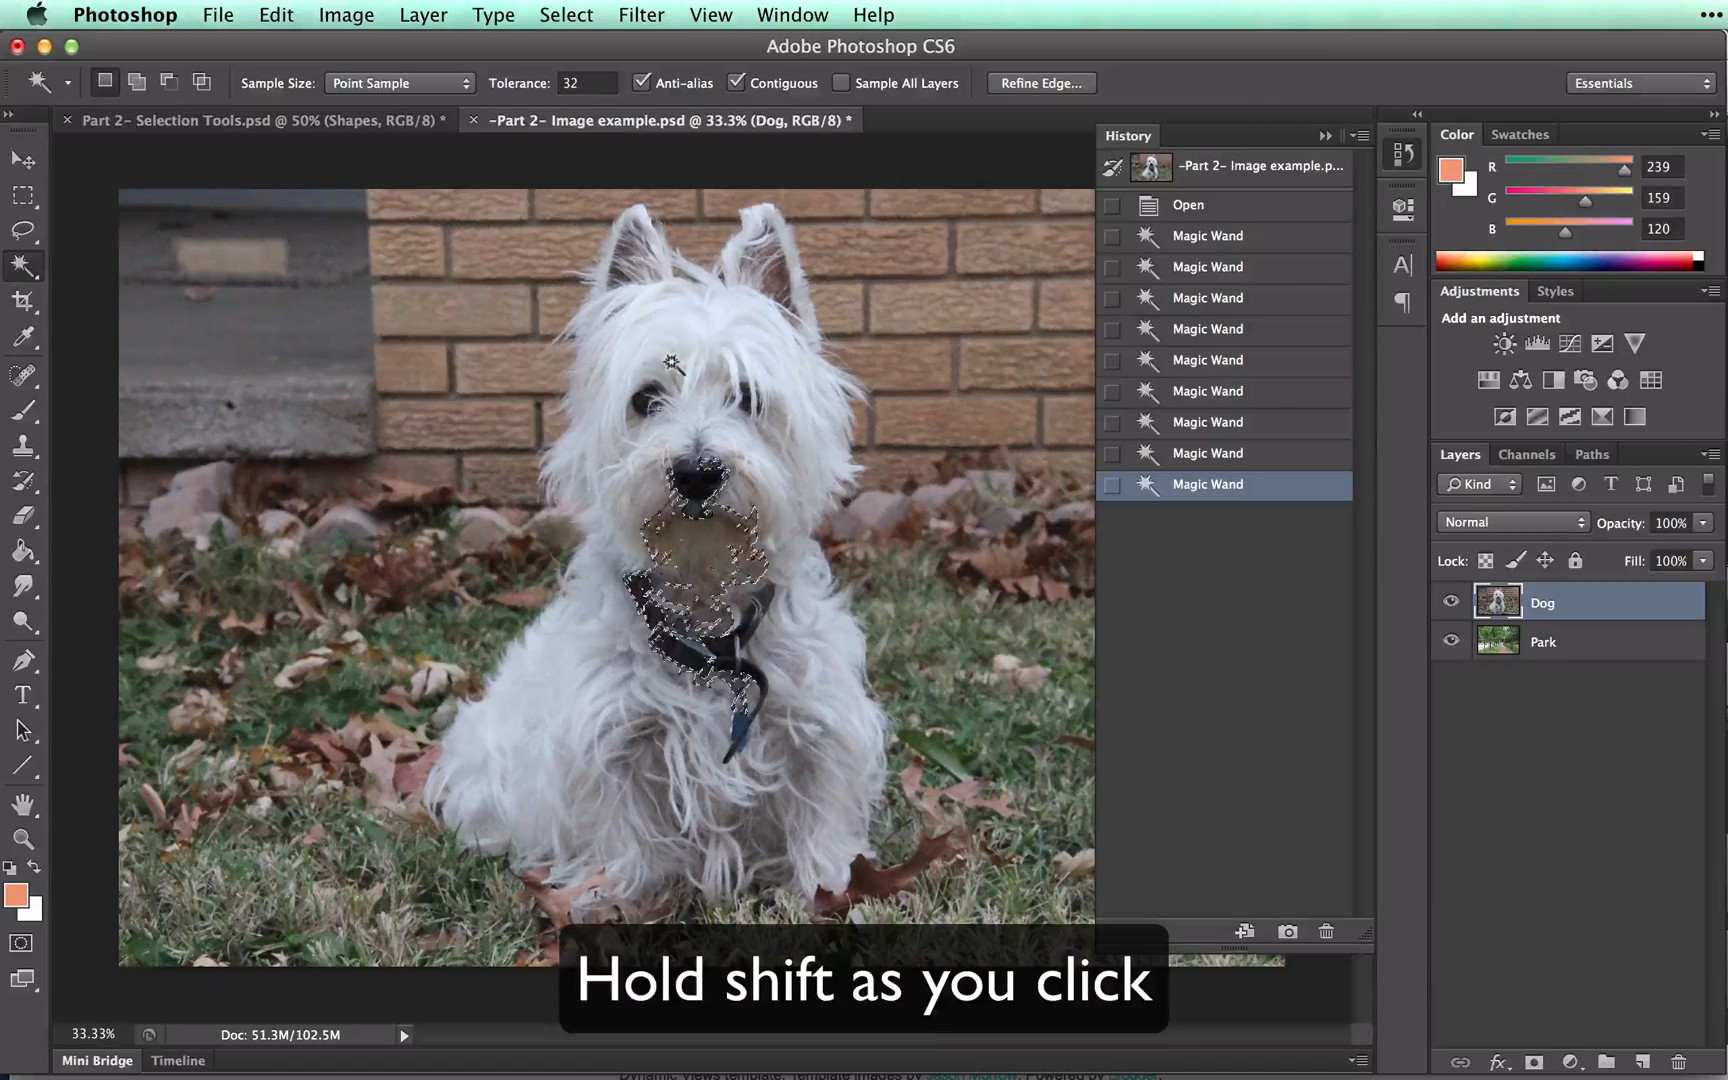 Photoshop File Edit Image Layer Type Select Filter View Window Help
Adobe Photoshop CS6
Sample Size: Point Sample Tolerance: 32 Anti-alias Contiguous Sample All Layers Refine Edge... Essentials
Part 2- Selection Tools.psd @ 50% (Shapes, RGB/8) * -Part 2- Image example.psd @ 33.3% (Dog, RGB/8) *
History
-Part 2- Image example.p...
Open
Magic Wand
Magic Wand
Magic Wand
Magic Wand
Magic Wand
Magic Wand
Magic Wand
Magic Wand
Magic Wand
Color Swatches
R 239
G 159
B 120
Adjustments Styles
Add an adjustment
Layers Channels Paths
Kind
Normal Opacity: 100%
Lock: Fill: 100%
Dog
Park
Hold shift as you click
33.33% Doc: 51.3M/102.5M
Mini Bridge Timeline